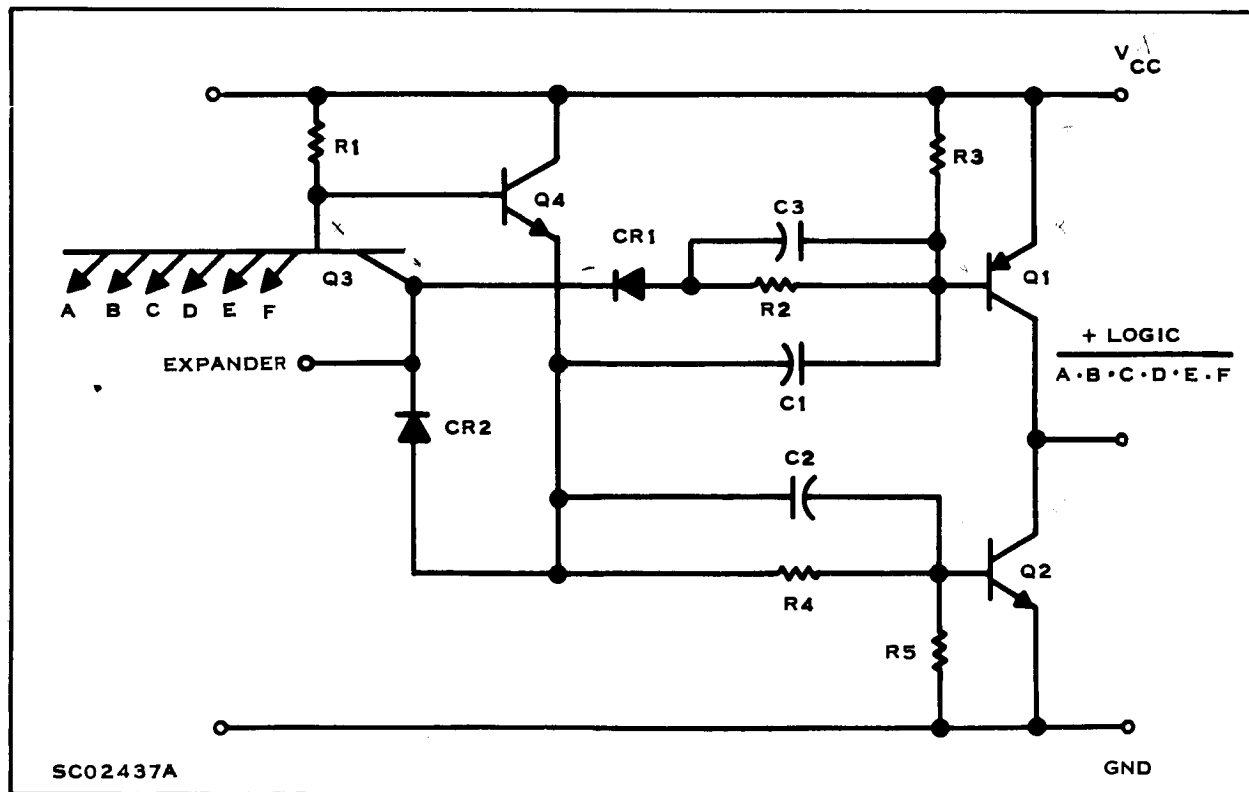 VCC
R1
R3
Q4
C3
CR1
Q3
Q1
R2
A B C D E F
+ LOGIC
A·B·C·D·E·F
EXPANDER
C1
CR2
C2
Q2
R4
R5
SC02437A
GND